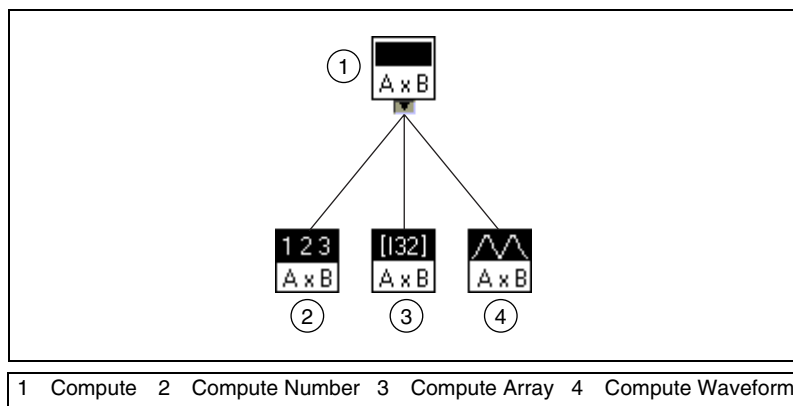 1
A x B
1 2 3
[I32]
A x B
A x B
A x B
2
3
4
1 Compute 2 Compute Number 3 Compute Array 4 Compute Waveform